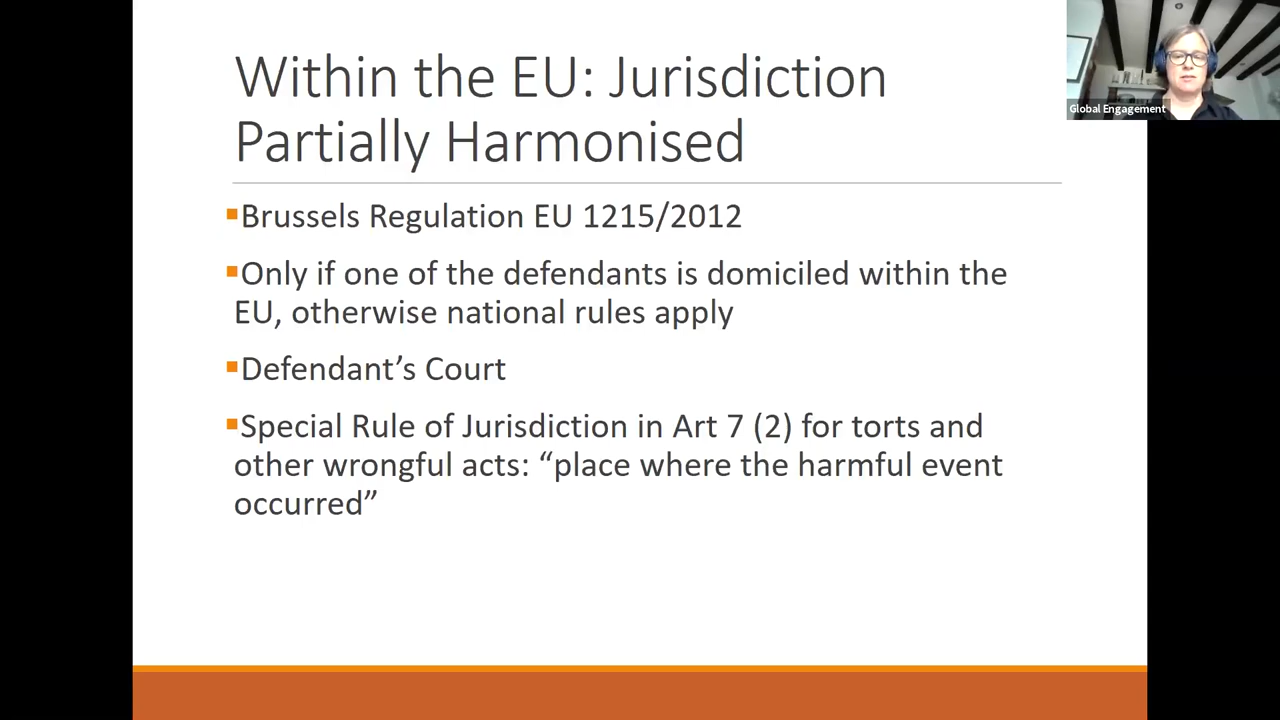 Within the EU: Jurisdiction
Partially Harmonised
Global Engagement
▪Brussels Regulation EU 1215/2012
▪Only if one of the defendants is domiciled within the
EU, otherwise national rules apply
▪Defendant’s Court
▪Special Rule of Jurisdiction in Art 7 (2) for torts and
other wrongful acts: “place where the harmful event
occurred”